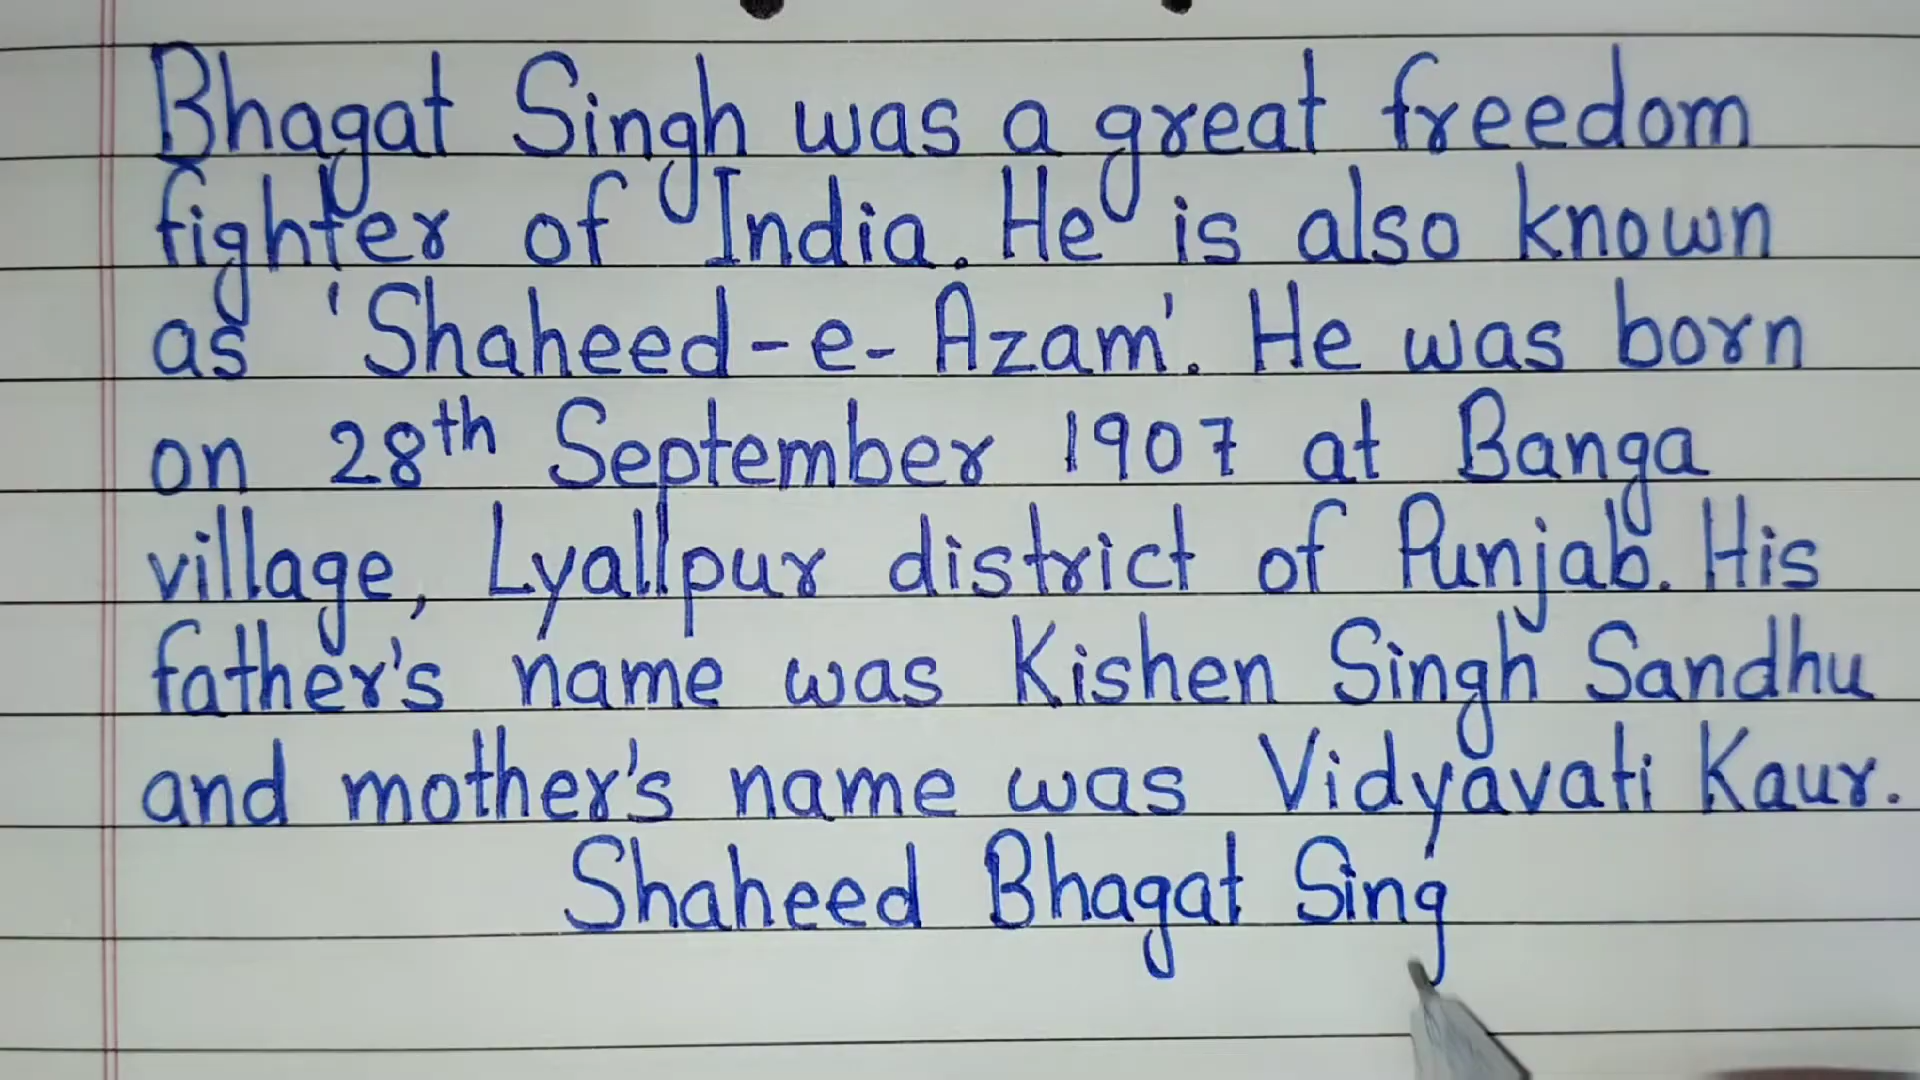 Bhagat Singh was a great freedom
fighter of India. He is also known
as 'Shaheed-e-Azam'. He was born
on 28th September 1907 at Banga
village, Lyallpur district of Punjab. His
father's name was Kishen Singh Sandhu
and mother's name was Vidyavati Kaur.
Shaheed Bhagat Sing